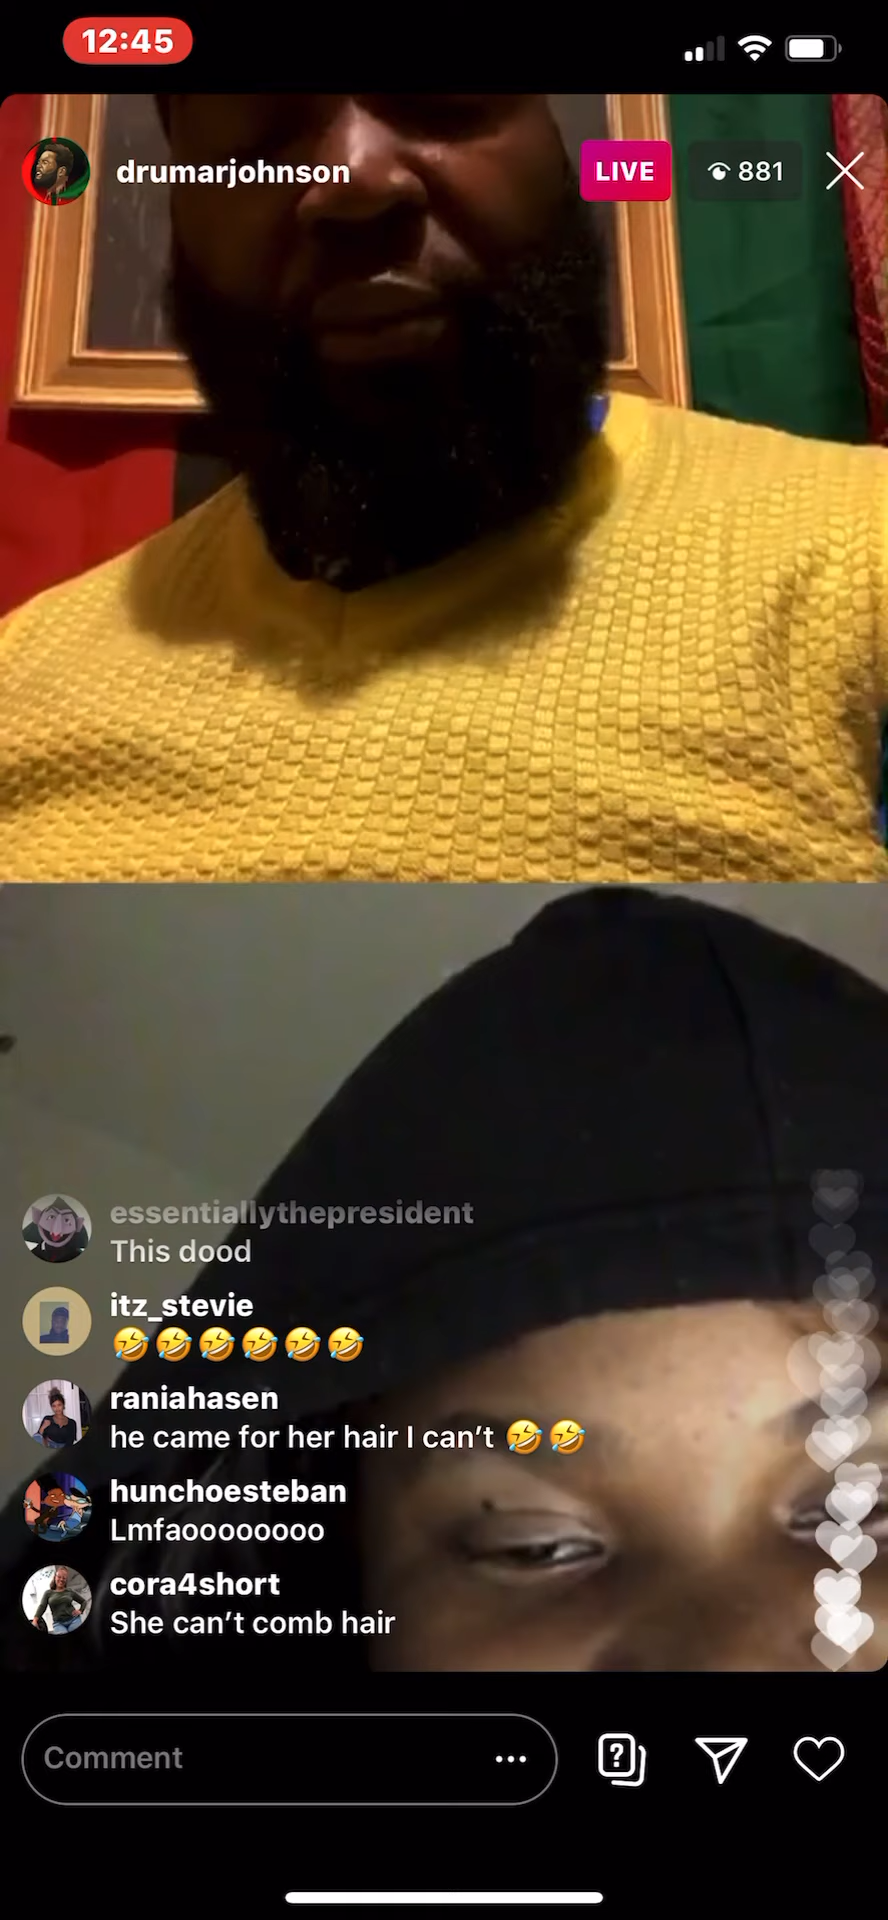 12:45
drumarjohnson
LIVE
881
essentiallythepresident
This dood
itz_stevie
🤣🤣🤣🤣🤣🤣
raniahasen
he came for her hair I can’t 🤣🤣
hunchoesteban
Lmfaoooooooo
cora4short
She can’t comb hair
Comment